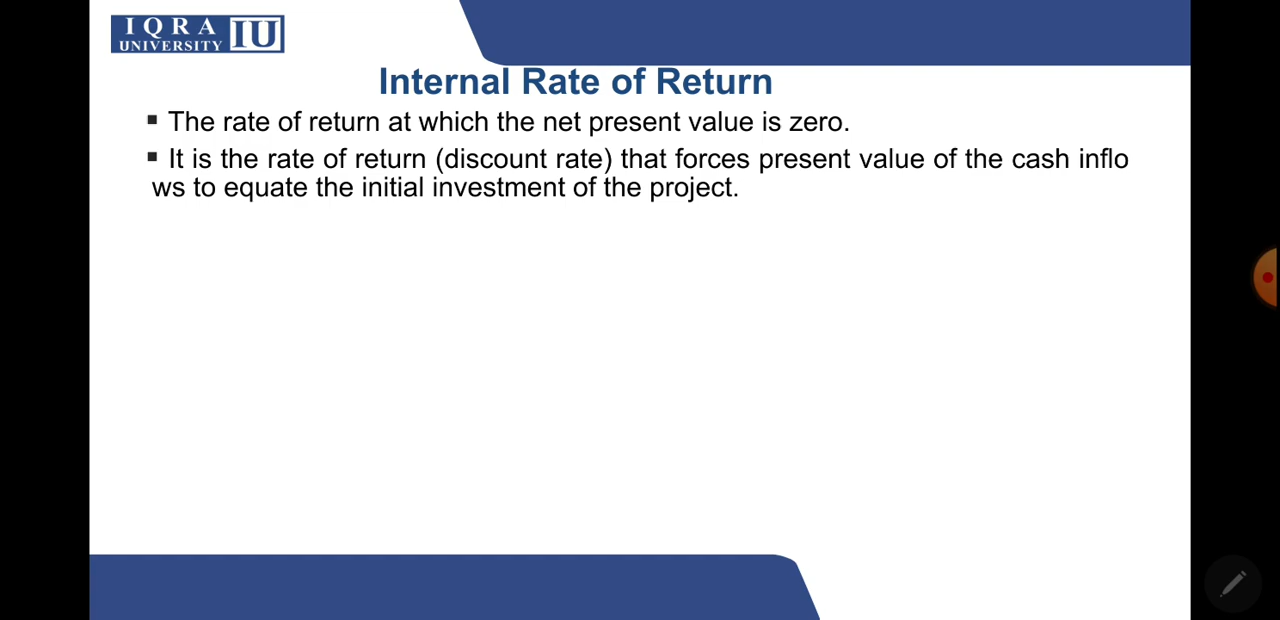 IQRA
UNIVERSITY IU
Internal Rate of Return
▪ The rate of return at which the net present value is zero.
▪ It is the rate of return (discount rate) that forces present value of the cash inflo
ws to equate the initial investment of the project.